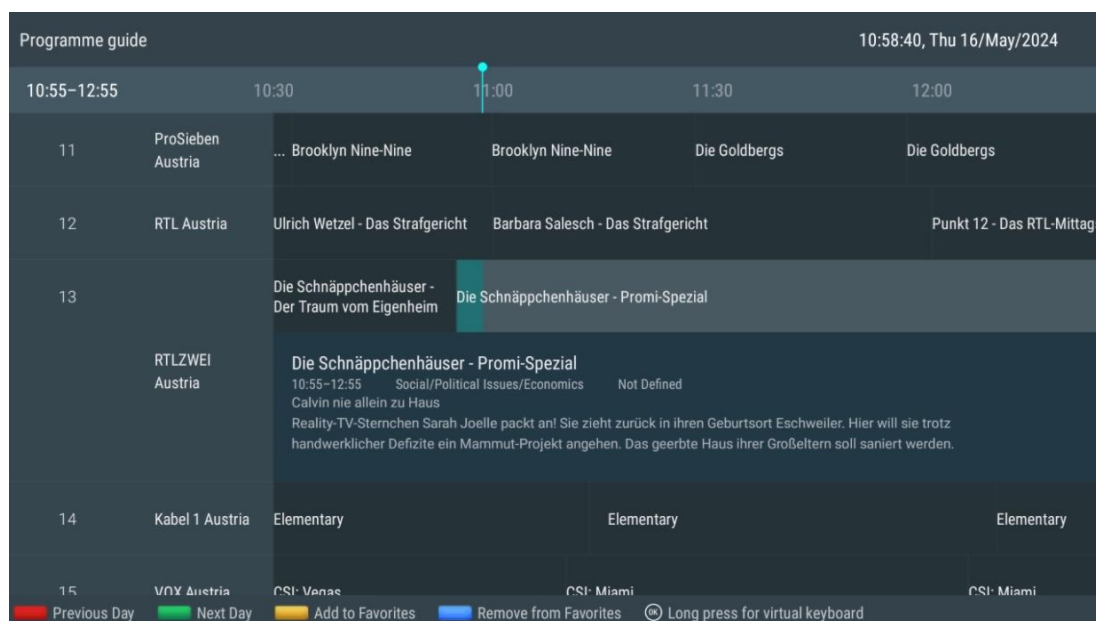 Programme guide 10:58:40, Thu 16/May/2024
10:55–12:55 10:30 11:00 11:30 12:00
11 ProSieben Austria ... Brooklyn Nine-Nine Brooklyn Nine-Nine Die Goldbergs Die Goldbergs
12 RTL Austria Ulrich Wetzel - Das Strafgericht Barbara Salesch - Das Strafgericht Punkt 12 - Das RTL-Mittag
13 Die Schnäppchenhäuser -
Der Traum vom Eigenheim Die Schnäppchenhäuser - Promi-Spezial
RTLZWEI
Austria
Die Schnäppchenhäuser - Promi-Spezial
10:55–12:55 Social/Political Issues/Economics Not Defined
Calvin nie allein zu Haus
Reality-TV-Sternchen Sarah Joelle packt an! Sie zieht zurück in ihren Geburtsort Eschweiler. Hier will sie trotz
handwerklicher Defizite ein Mammut-Projekt angehen. Das geerbte Haus ihrer Großeltern soll saniert werden.
14 Kabel 1 Austria Elementary Elementary Elementary
15 VOX Austria CSI: Vegas CSI: Miami CSI: Miami
Previous Day Next Day Add to Favorites Remove from Favorites OK Long press for virtual keyboard